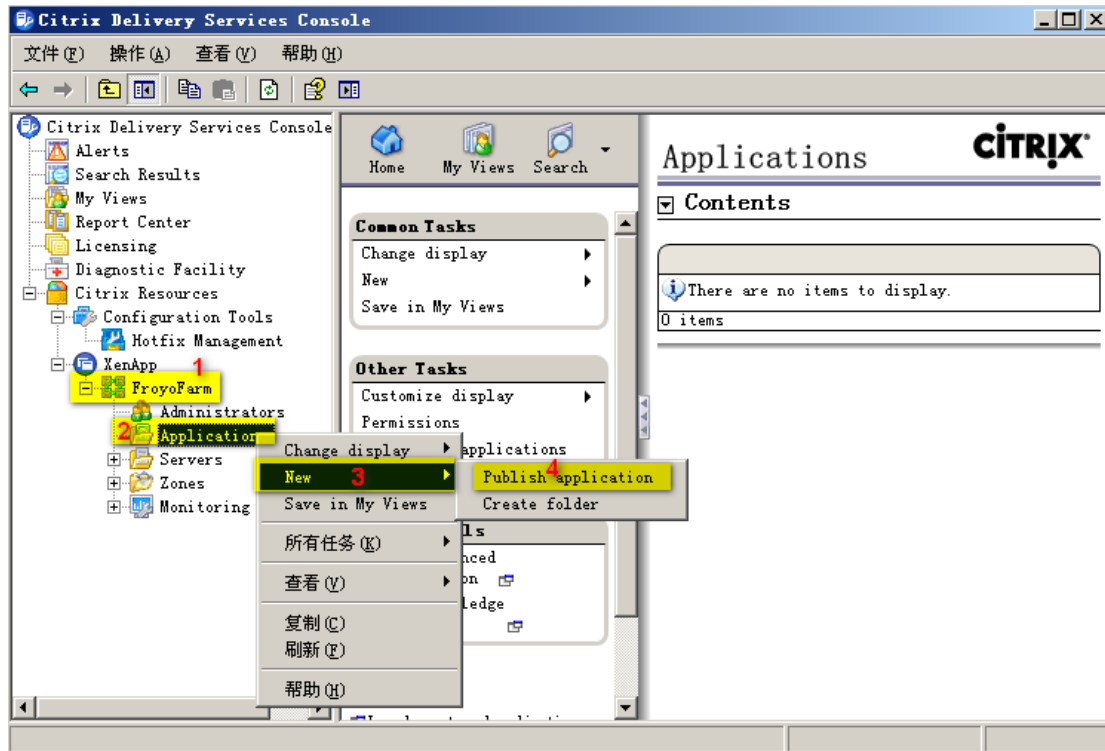 Citrix Delivery Services Console
文件(F) 操作(A) 查看(V) 帮助(H)
Citrix Delivery Services Console
Alerts
Search Results
My Views
Report Center
Licensing
Diagnostic Facility
Citrix Resources
Configuration Tools
Hotfix Management
XenApp
1
FroyoFarm
Administrators
2
Application
Servers
Zones
Monitoring
Home My Views Search
Common Tasks
Change display
New
Save in My Views
Other Tasks
Customize display
Permissions
applications
ls
nced
on
ledge
Change display
New 3
Save in My Views
所有任务(K)
查看(V)
复制(C)
刷新(F)
帮助(H)
4
Publish application
Create folder
CİTRIX
Applications
Contents
There are no items to display.
0 items